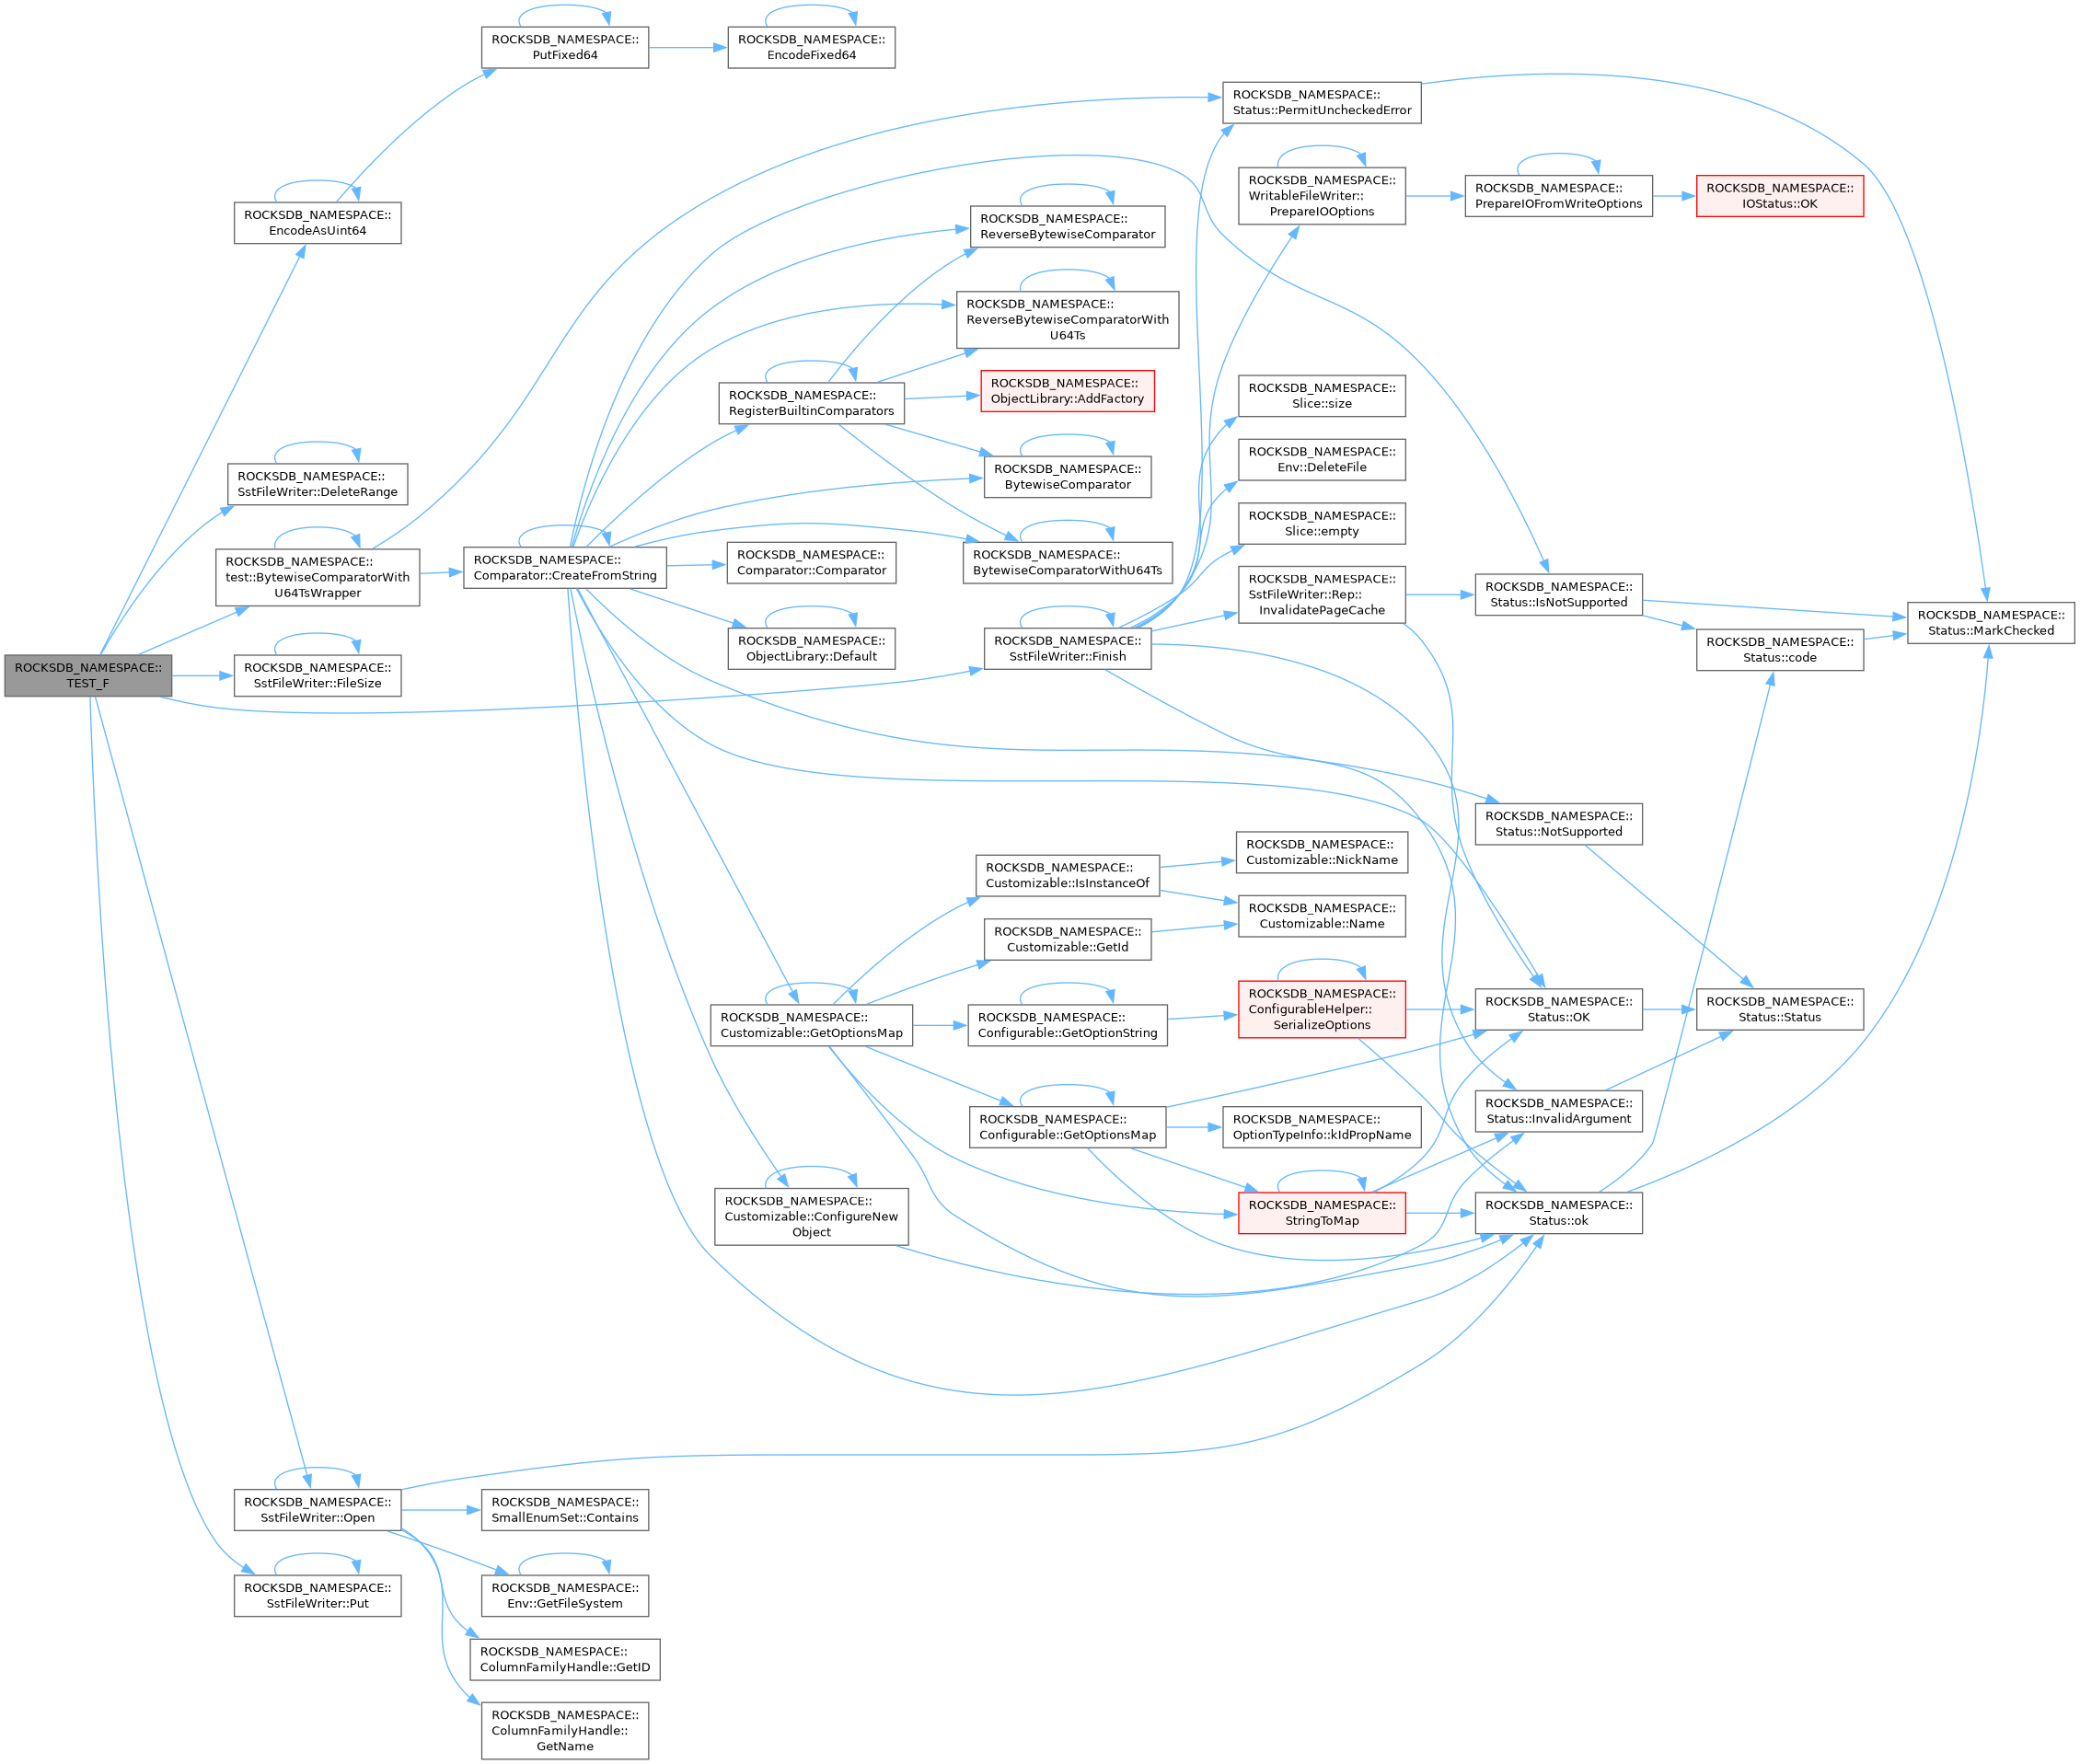 ROCKSDB_NAMESPACE::
TEST_F
ROCKSDB_NAMESPACE::
EncodeAsUint64
ROCKSDB_NAMESPACE::
PutFixed64
ROCKSDB_NAMESPACE::
EncodeFixed64
ROCKSDB_NAMESPACE::
SstFileWriter::DeleteRange
ROCKSDB_NAMESPACE::
test::BytewiseComparatorWith
U64TsWrapper
ROCKSDB_NAMESPACE::
SstFileWriter::FileSize
ROCKSDB_NAMESPACE::
Comparator::CreateFromString
ROCKSDB_NAMESPACE::
RegisterBuiltinComparators
ROCKSDB_NAMESPACE::
Comparator::Comparator
ROCKSDB_NAMESPACE::
ObjectLibrary::Default
ROCKSDB_NAMESPACE::
Customizable::GetOptionsMap
ROCKSDB_NAMESPACE::
Customizable::ConfigureNew
Object
ROCKSDB_NAMESPACE::
ReverseBytewiseComparator
ROCKSDB_NAMESPACE::
ReverseBytewiseComparatorWith
U64Ts
ROCKSDB_NAMESPACE::
ObjectLibrary::AddFactory
ROCKSDB_NAMESPACE::
BytewiseComparator
ROCKSDB_NAMESPACE::
BytewiseComparatorWithU64Ts
ROCKSDB_NAMESPACE::
SstFileWriter::Finish
ROCKSDB_NAMESPACE::
Customizable::IsInstanceOf
ROCKSDB_NAMESPACE::
Customizable::GetId
ROCKSDB_NAMESPACE::
Configurable::GetOptionString
ROCKSDB_NAMESPACE::
Configurable::GetOptionsMap
ROCKSDB_NAMESPACE::
Status::PermitUncheckedError
ROCKSDB_NAMESPACE::
WritableFileWriter::
PrepareIOOptions
ROCKSDB_NAMESPACE::
PrepareIOFromWriteOptions
ROCKSDB_NAMESPACE::
IOStatus::OK
ROCKSDB_NAMESPACE::
Slice::size
ROCKSDB_NAMESPACE::
Env::DeleteFile
ROCKSDB_NAMESPACE::
Slice::empty
ROCKSDB_NAMESPACE::
SstFileWriter::Rep::
InvalidatePageCache
ROCKSDB_NAMESPACE::
Status::IsNotSupported
ROCKSDB_NAMESPACE::
Status::code
ROCKSDB_NAMESPACE::
Status::MarkChecked
ROCKSDB_NAMESPACE::
Status::NotSupported
ROCKSDB_NAMESPACE::
Customizable::NickName
ROCKSDB_NAMESPACE::
Customizable::Name
ROCKSDB_NAMESPACE::
ConfigurableHelper::
SerializeOptions
ROCKSDB_NAMESPACE::
Status::OK
ROCKSDB_NAMESPACE::
Status::Status
ROCKSDB_NAMESPACE::
OptionTypeInfo::kIdPropName
ROCKSDB_NAMESPACE::
Status::InvalidArgument
ROCKSDB_NAMESPACE::
StringToMap
ROCKSDB_NAMESPACE::
Status::ok
ROCKSDB_NAMESPACE::
SstFileWriter::Open
ROCKSDB_NAMESPACE::
SmallEnumSet::Contains
ROCKSDB_NAMESPACE::
SstFileWriter::Put
ROCKSDB_NAMESPACE::
Env::GetFileSystem
ROCKSDB_NAMESPACE::
ColumnFamilyHandle::GetID
ROCKSDB_NAMESPACE::
ColumnFamilyHandle::
GetName